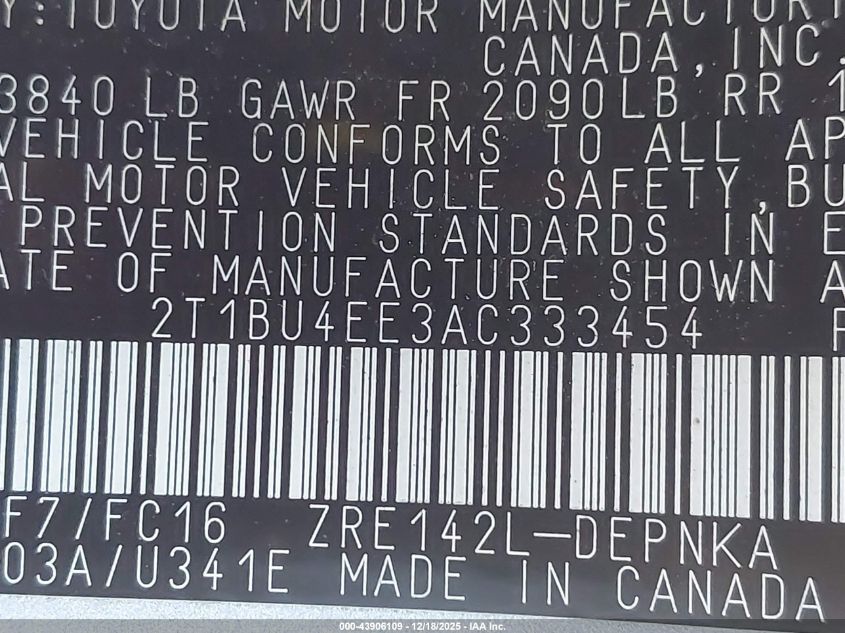 Y:TOYOTA MOTOR MANUFACTURI
CANADA,INC.
3840 LB GAWR FR 2090LB RR 1
VEHICLE CONFORMS TO ALL AP
AL MOTOR VEHICLE SAFETY,BU
PREVENTION STANDARDS IN E
ATE OF MANUFACTURE SHOWN A
2T1BU4EE3AC333454 P
F7/FC16 ZRE142L—DEPNKA
03A/U341E MADE IN CANADA
000-43906109 - 12/18/2025 - IAA Inc.